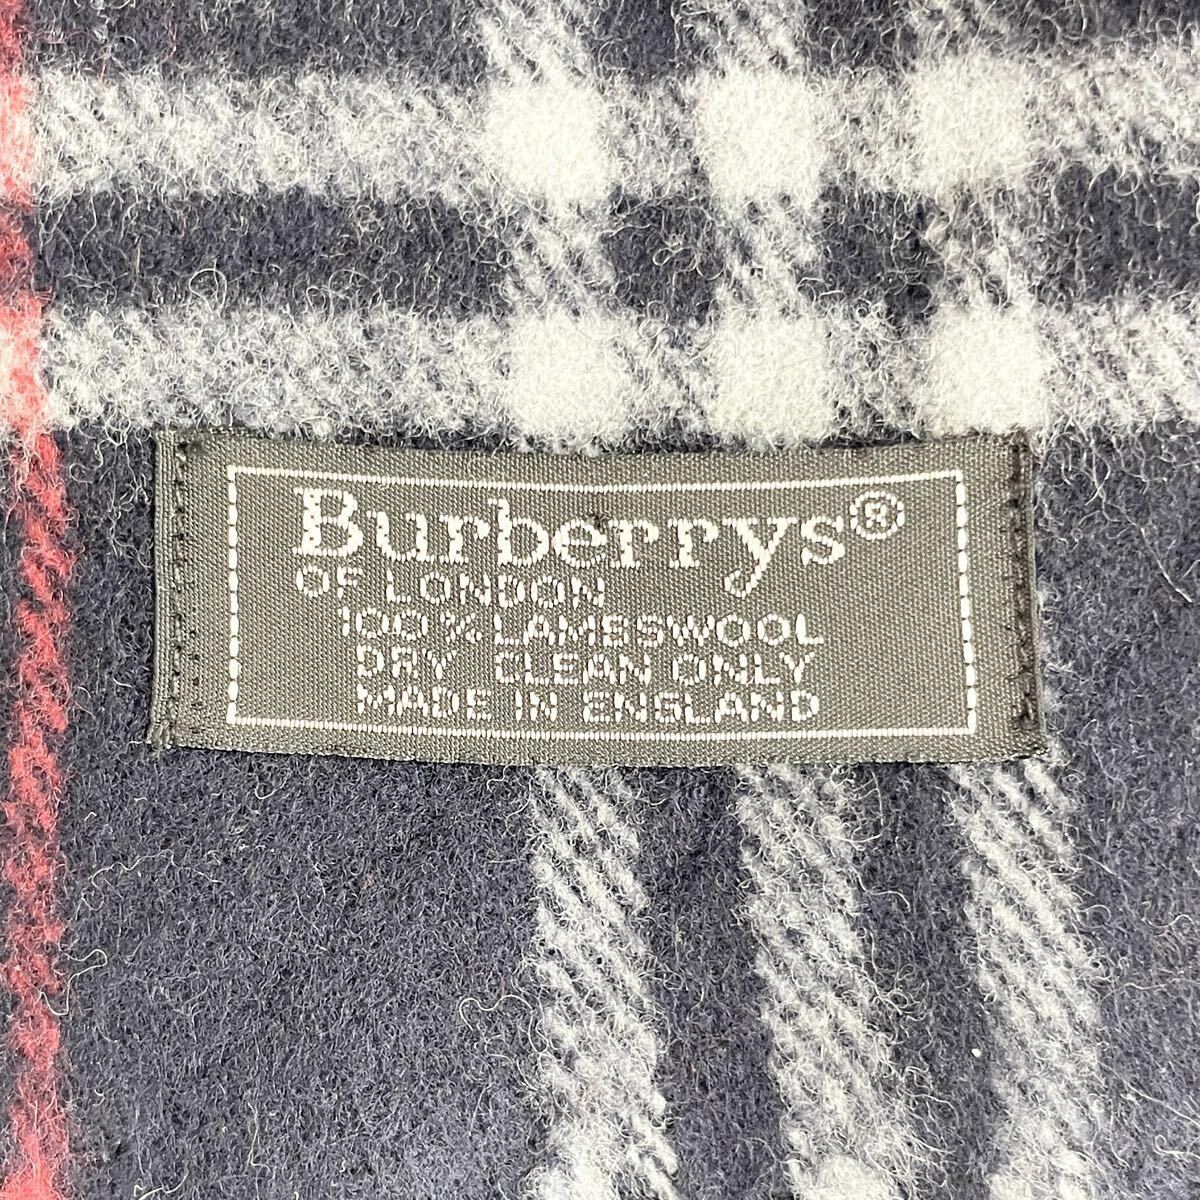 Burberrys®
OF LONDON
100% LAMBSWOOL
DRY CLEAN ONLY
MADE IN ENGLAND